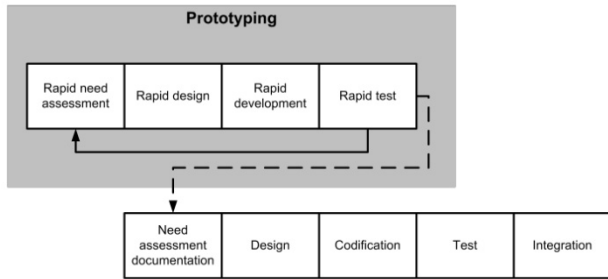 Prototyping
Rapid need
assessment
Rapid design
Rapid
development
Rapid test
Need
assessment
documentation
Design
Codification
Test
Integration